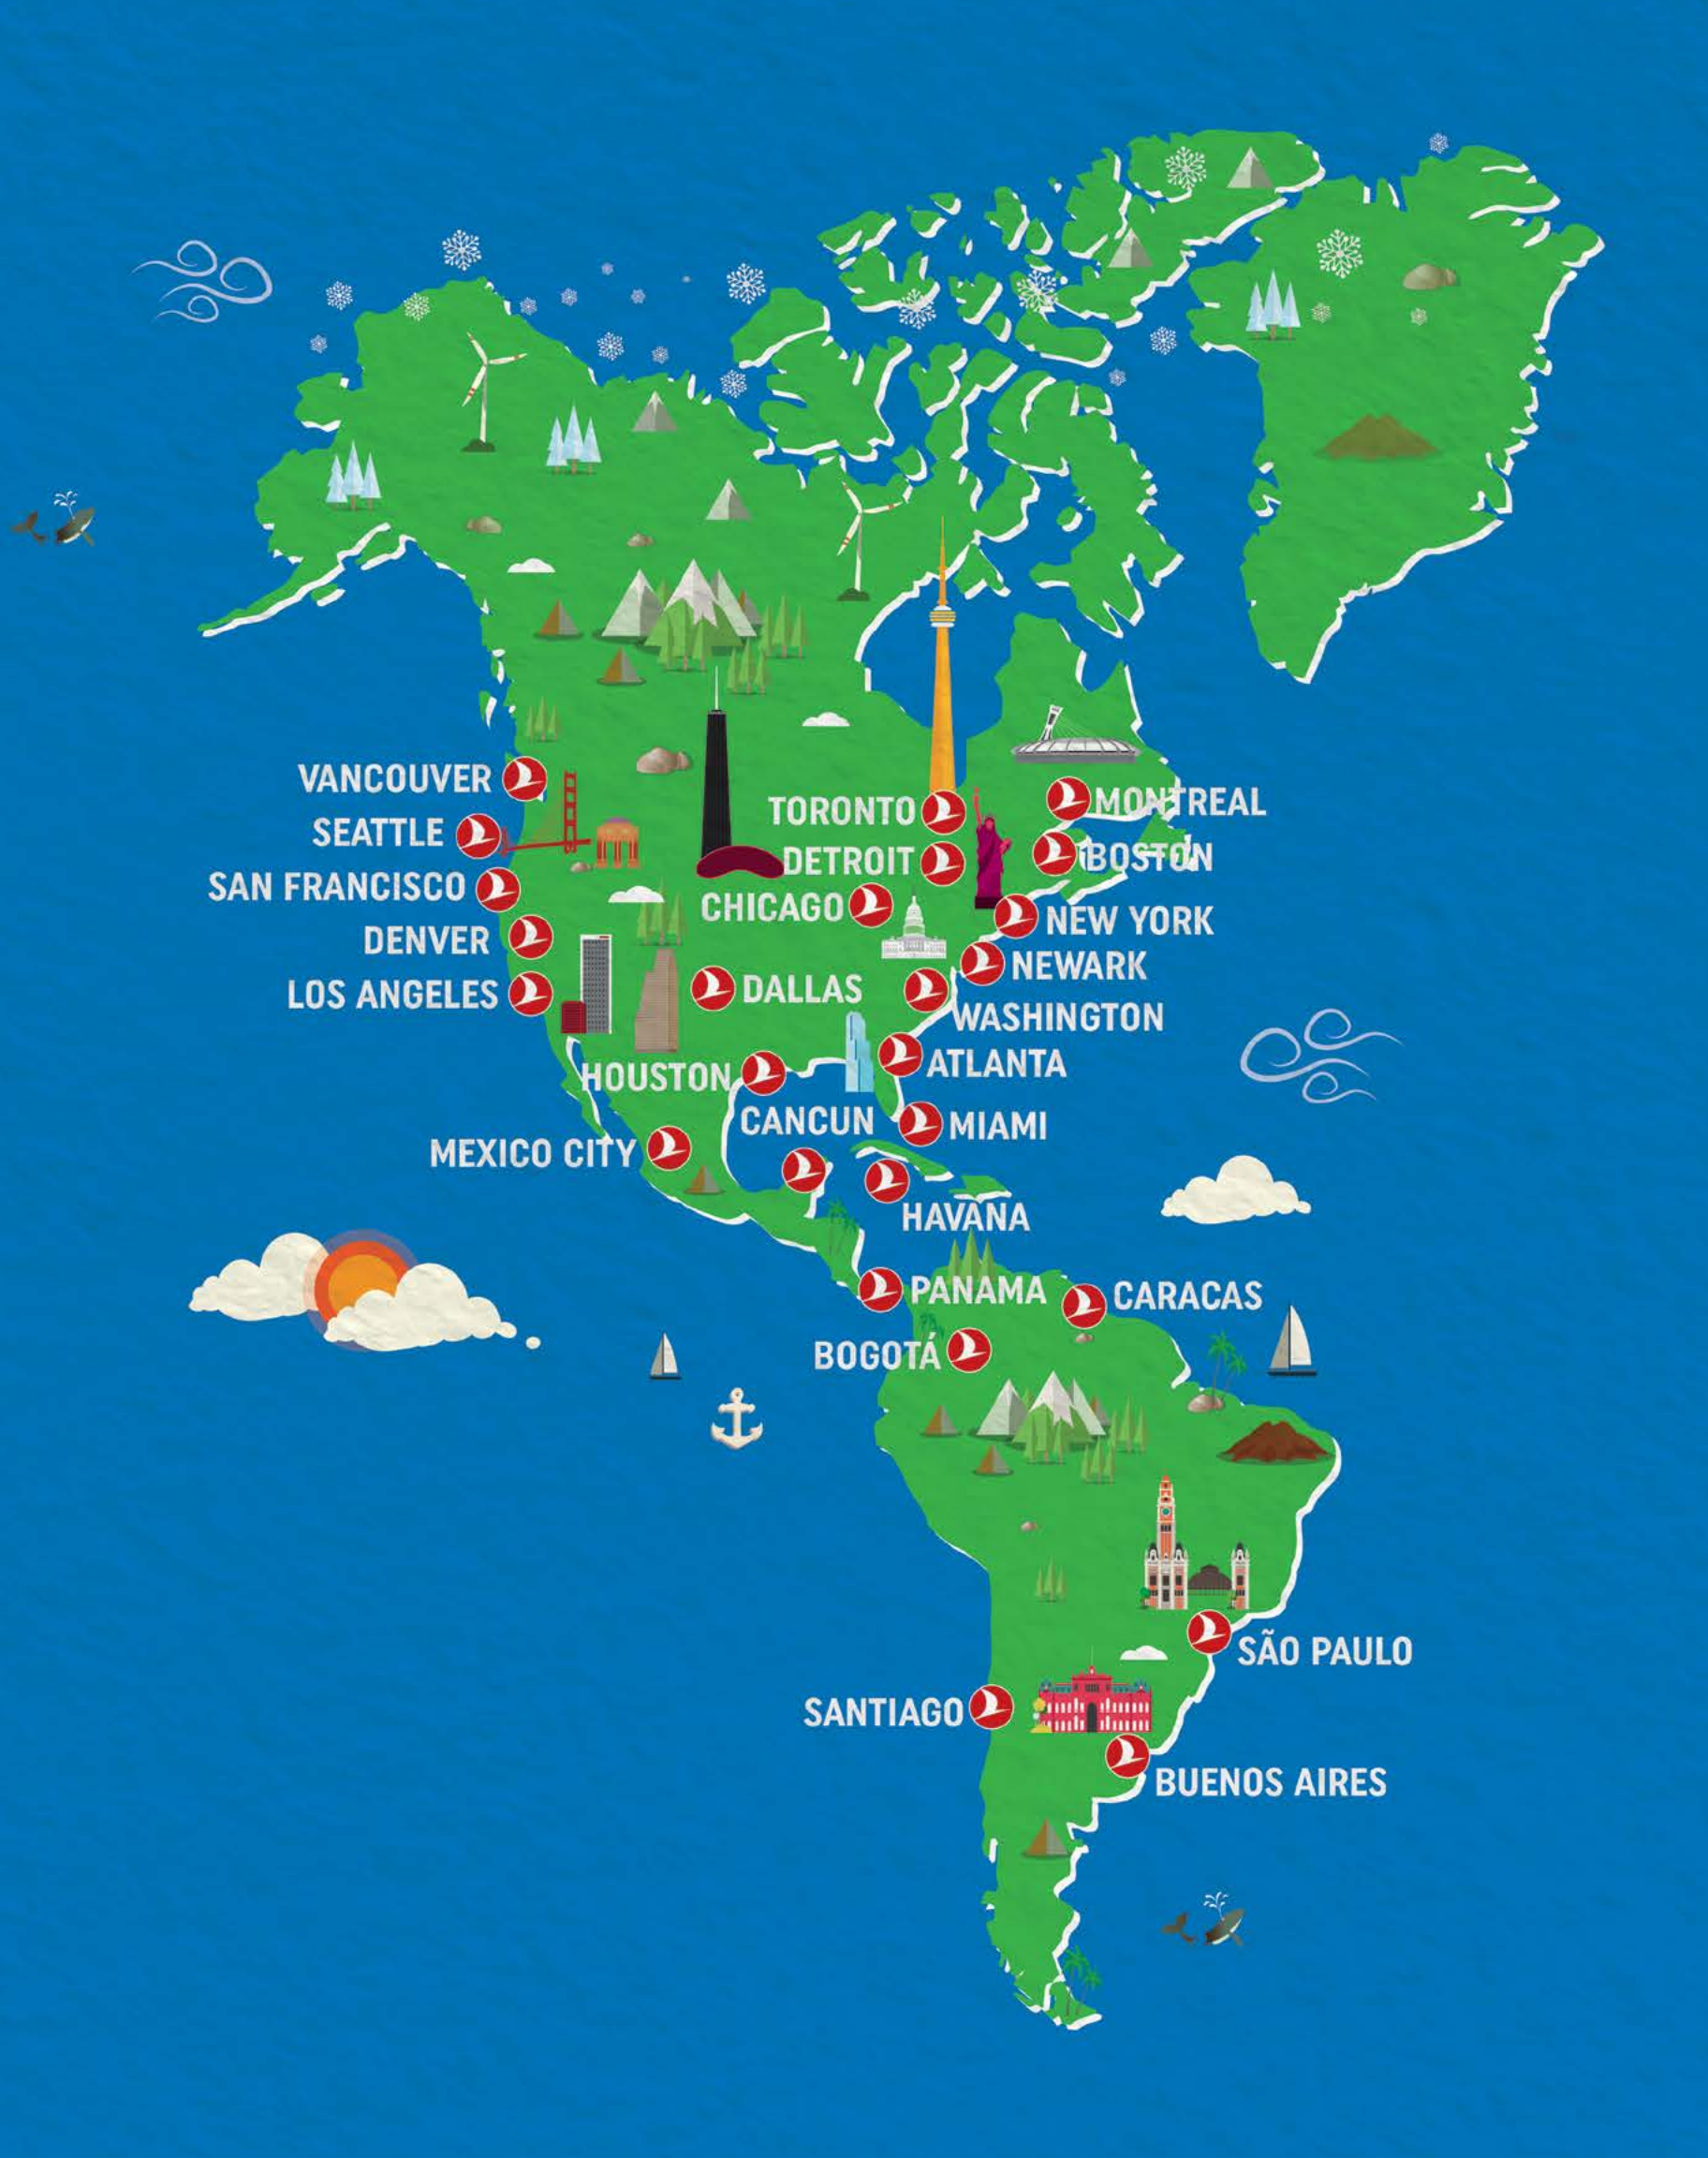 VANCOUVER
SEATTLE
SAN FRANCISCO
DENVER
LOS ANGELES
TORONTO
DETROIT
CHICAGO
MONTREAL
BOSTON
NEW YORK
NEWARK
WASHINGTON
DALLAS
ATLANTA
HOUSTON
CANCUN
MIAMI
MEXICO CITY
HAVANA
PANAMA
CARACAS
BOGOTÁ
SÃO PAULO
SANTIAGO
BUENOS AIRES